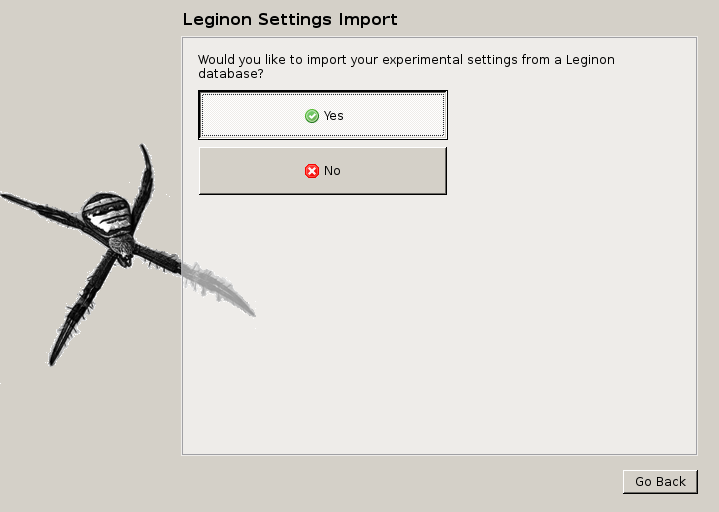 Leginon Settings Import
Would you like to import your experimental settings from a Leginon
database?
Yes
No
Go Back